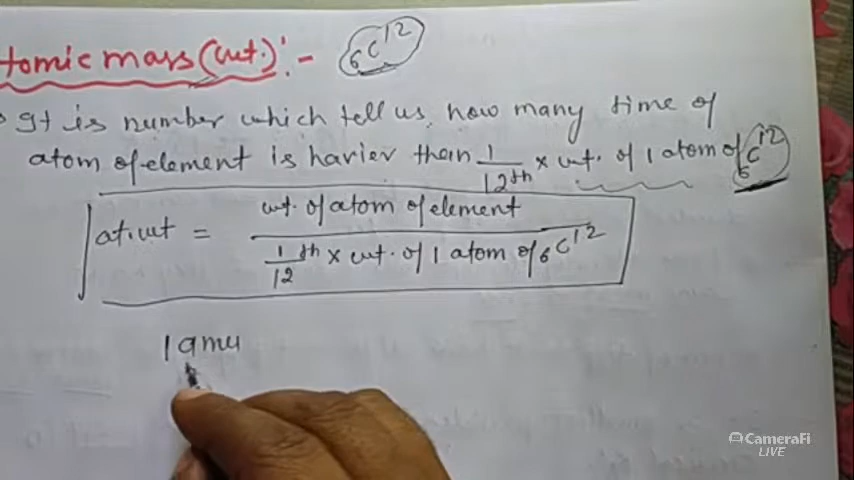 tomic mass (wt.) :- ₆C¹²
It is number which tell us how many time of
atom of element is havier then 1/12th × wt. of 1 atom of ₆C¹²
at.wt = wt. of atom of element
1/12 th × wt. of 1 atom of ₆C¹²
1 amu
CameraFi
LIVE